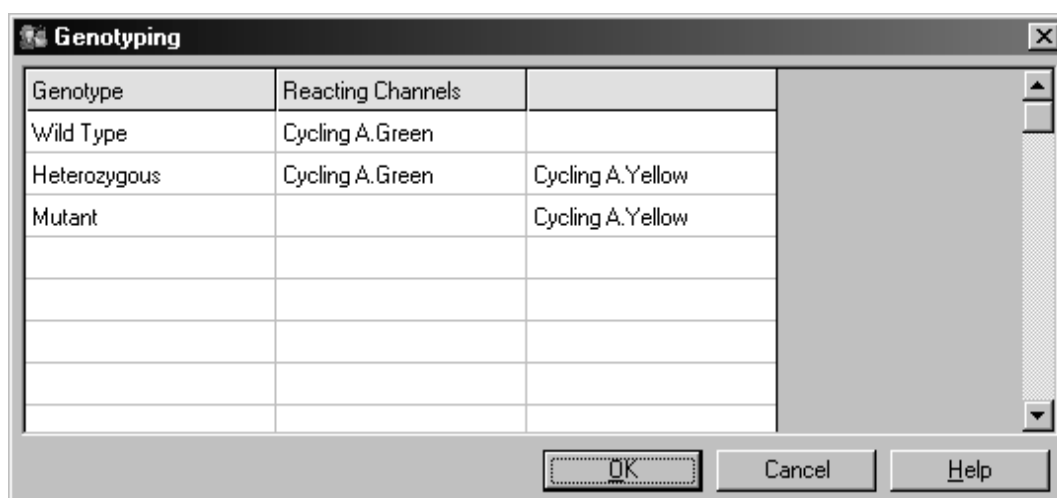 Genotyping
Genotype Reacting Channels
Wild Type Cycling A.Green
Heterozygous Cycling A.Green Cycling A.Yellow
Mutant Cycling A.Yellow
OK Cancel Help